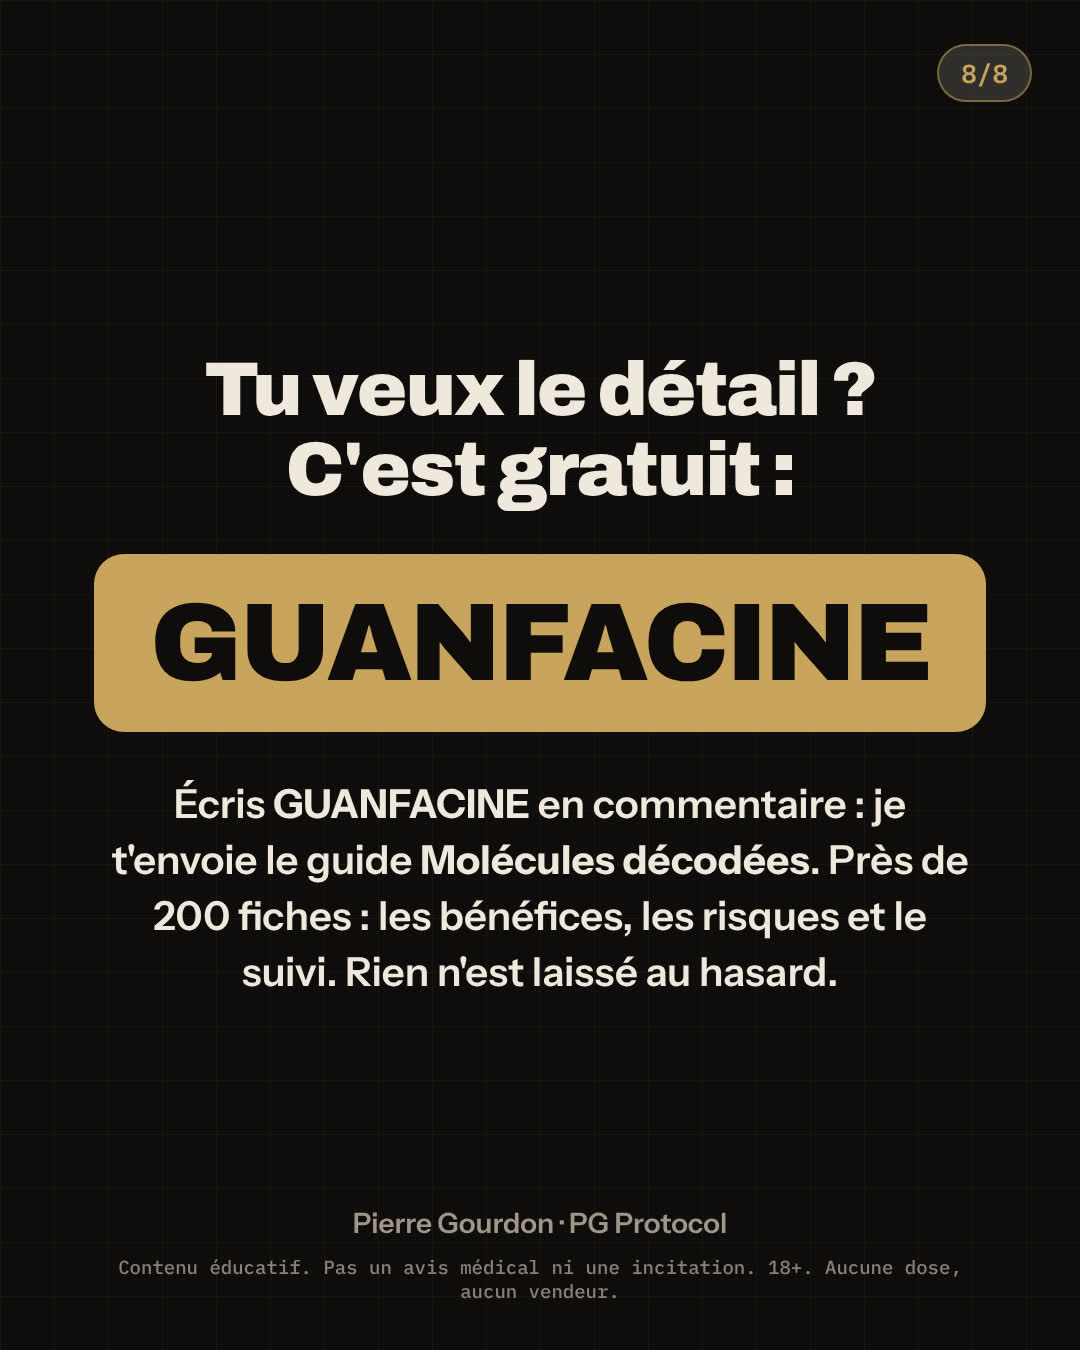 8/8
Tu veux le détail ?
C'est gratuit :
GUANFACINE
Écris GUANFACINE en commentaire : je
t'envoie le guide Molécules décodées. Près de
200 fiches : les bénéfices, les risques et le
suivi. Rien n'est laissé au hasard.
Pierre Gourdon · PG Protocol
Contenu éducatif. Pas un avis médical ni une incitation. 18+. Aucune dose,
aucun vendeur.